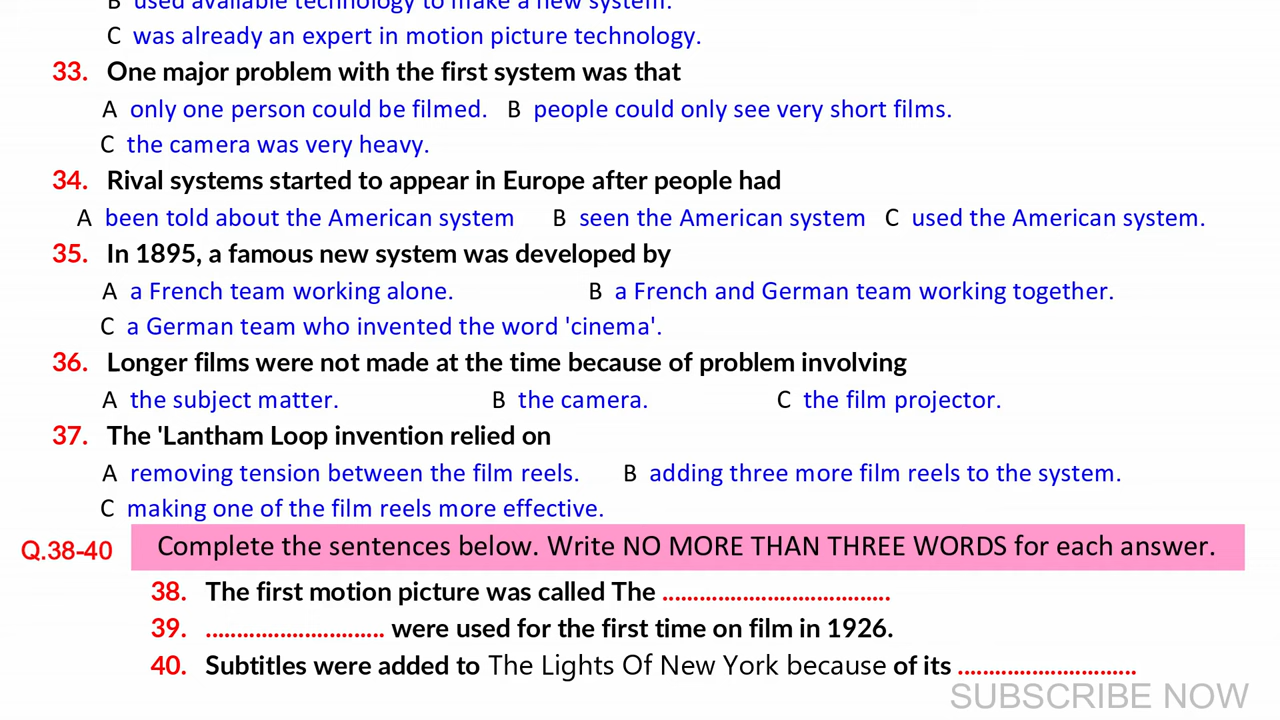 B used available technology to make a new system.
C was already an expert in motion picture technology.
33. One major problem with the first system was that
A only one person could be filmed. B people could only see very short films.
C the camera was very heavy.
34. Rival systems started to appear in Europe after people had
A been told about the American system B seen the American system C used the American system.
35. In 1895, a famous new system was developed by
A a French team working alone. B a French and German team working together.
C a German team who invented the word 'cinema'.
36. Longer films were not made at the time because of problem involving
A the subject matter. B the camera. C the film projector.
37. The 'Lantham Loop invention relied on
A removing tension between the film reels. B adding three more film reels to the system.
C making one of the film reels more effective.
Q.38-40 Complete the sentences below. Write NO MORE THAN THREE WORDS for each answer.
38. The first motion picture was called The .....................................
39. ............................. were used for the first time on film in 1926.
40. Subtitles were added to The Lights Of New York because of its .............................
SUBSCRIBE NOW